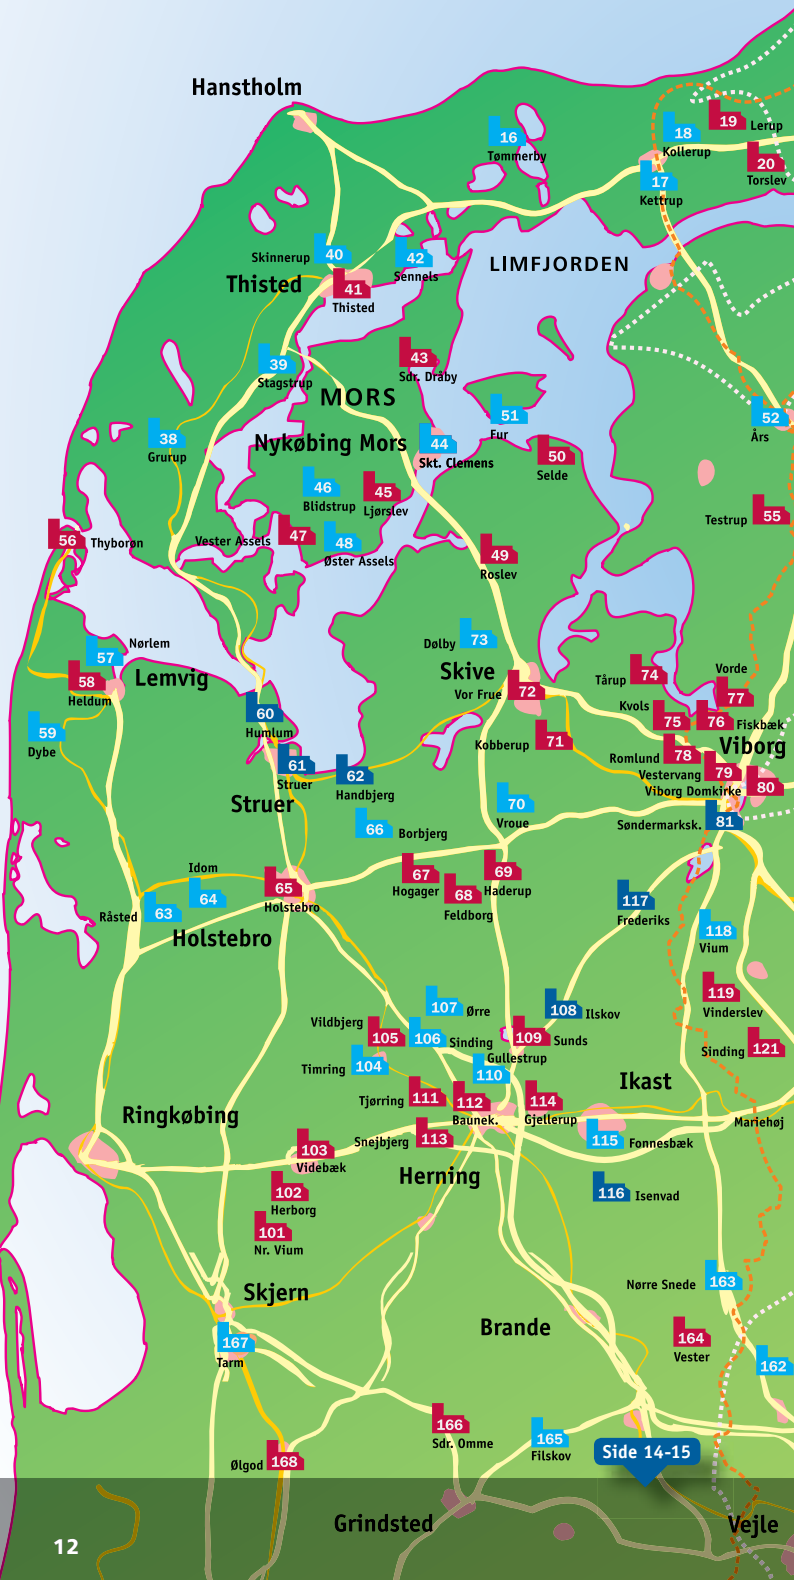 Hanstholm
16
Tømmerby
19
Lerup
18
Kollerup
20
Torslev
17
Kettrup
40
Skinnerup
42
Sennels
LIMFJORDEN
Thisted
41
Thisted
39
Stagstrup
43
Sdr. Dråby
MORS
51
Fur
52
Års
38
Grurup
Nykøbing Mors
44
Skt. Clemens
50
Selde
46
Blidstrup
45
Ljørslev
55
Testrup
56
Thyborøn
47
Vester Assels
48
Øster Assels
49
Roslev
57
Nørlem
73
Dølby
58
Heldum
Lemvig
Skive
72
Vor Frue
74
Tårup
Vorde
77
59
Dybe
60
Humlum
75
Kvols
76
Fiskbæk
71
Kobberup
78
Romlund
Viborg
79
Vestervang
80
Viborg Domkirke
61
Struer
62
Handbjerg
Struer
70
Vroue
81
Søndermarksk.
66
Borbjerg
Idom
64
63
Råsted
65
Holstebro
67
Hogager
68
Feldborg
69
Haderup
117
Frederiks
118
Vium
Holstebro
107
Ørre
108
Ilskov
119
Vinderslev
Vildbjerg
105
106
Sinding
109
Sunds
Gullestrup
110
121
Sinding
104
Timring
Ikast
111
Tjørring
112
Baunek.
114
Gjellerup
Mariehøj
Ringkøbing
113
Snejbjerg
115
Fonnesbæk
103
Videbæk
Herning
102
Herborg
116
Isenvad
101
Nr. Vium
Skjern
163
Nørre Snede
Brande
167
Tarm
164
Vester
162
166
Sdr. Omme
165
Filskov
Side 14-15
168
Ølgod
Grindsted
Vejle
12